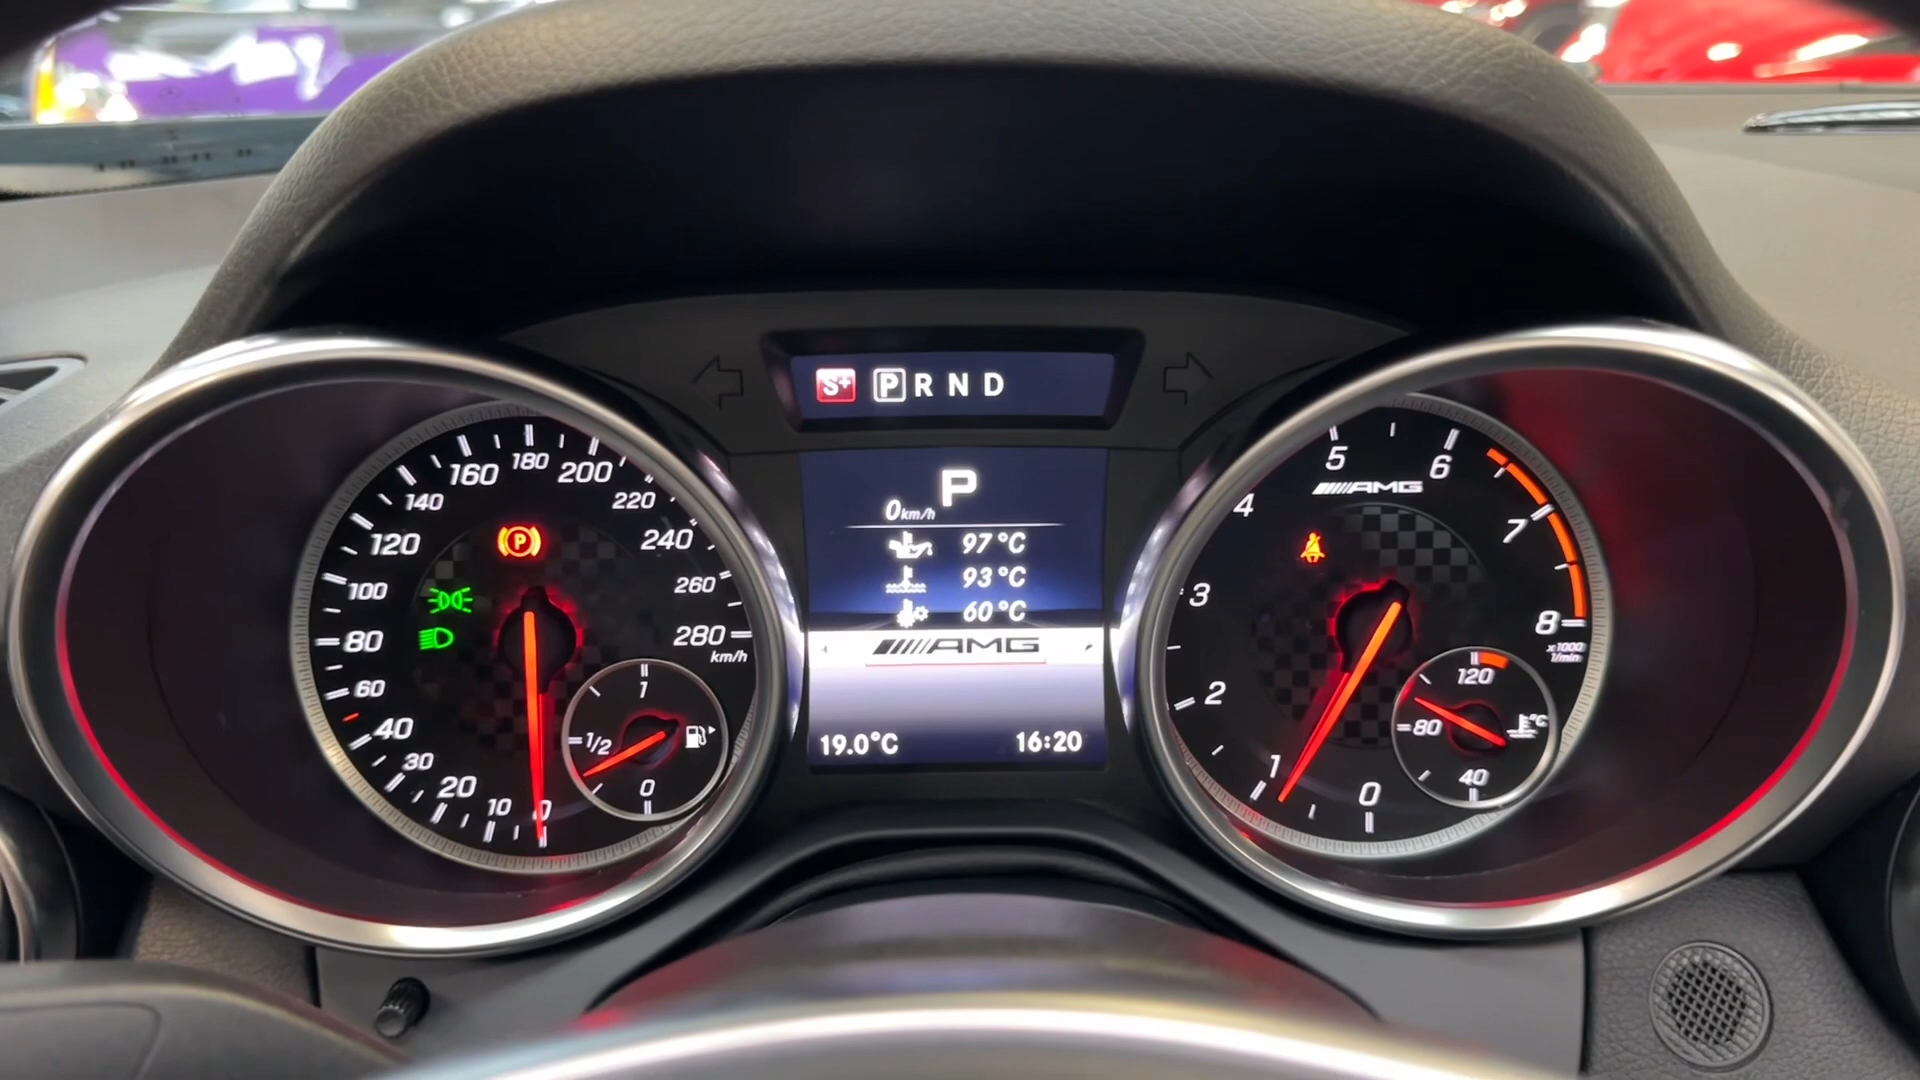 S+ P R N D
P
0 km/h
97 °C
93 °C
60 °C
AMG
19.0°C 16:20
0
10
20
30
40
60
80
100
120
140
160
180
200
220
240
260
280
km/h
P
1
1/2
0
0
1
2
3
4
5
6
7
8
x1000
1/min
AMG
120
80
°C
40